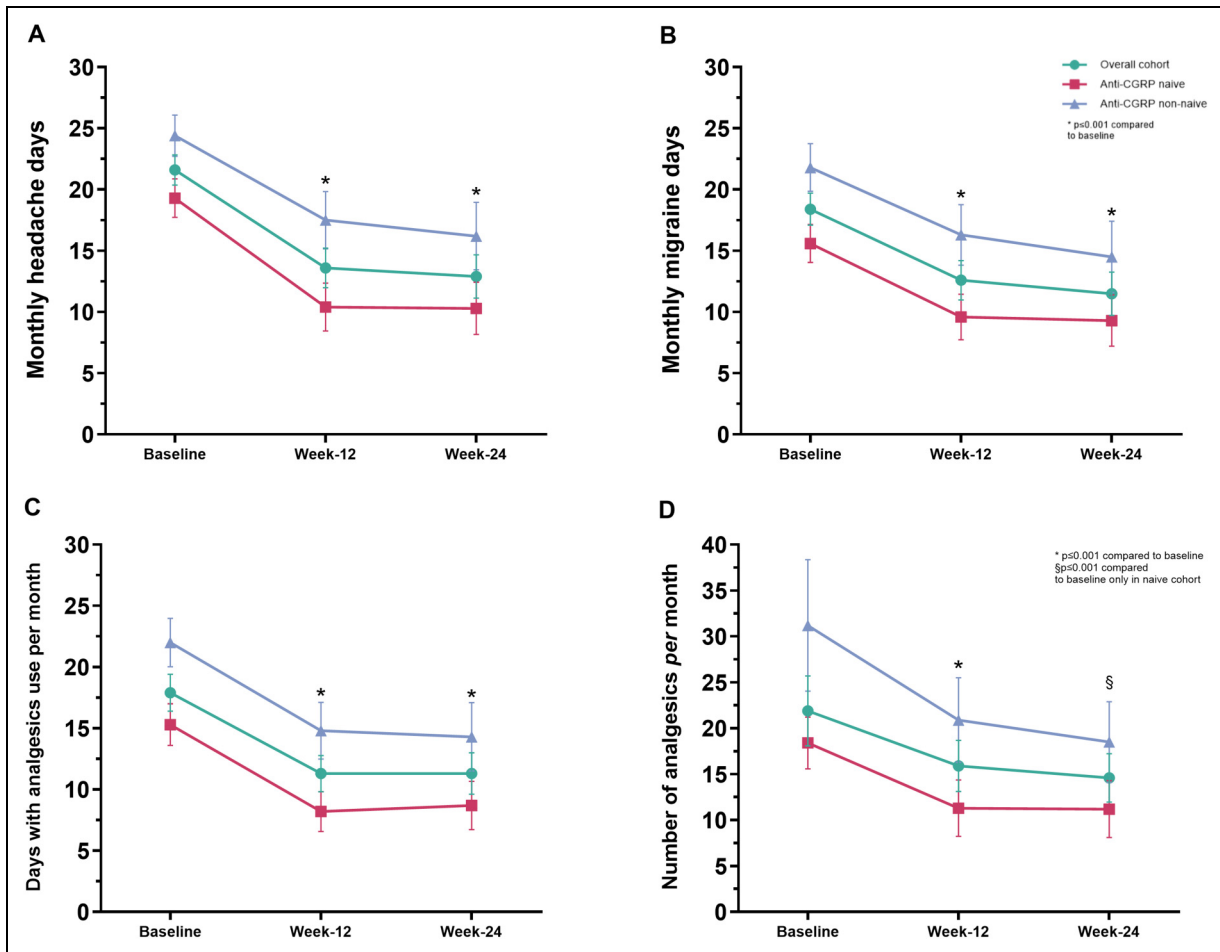 A
Monthly headache days
30
25
20
15
10
5
0
*
*
Baseline
Week-12
Week-24
B
Monthly migraine days
30
25
20
15
10
5
0
*
*
Overall cohort
Anti-CGRP naive
Anti-CGRP non-naive
* p≤0.001 compared
to baseline
Baseline
Week-12
Week-24
C
Days with analgesics use per month
30
25
20
15
10
5
0
*
*
Baseline
Week-12
Week-24
D
Number of analgesics per month
40
35
30
25
20
15
10
5
0
*
§
* p≤0.001 compared to baseline
§p≤0.001 compared
to baseline only in naive cohort
Baseline
Week-12
Week-24